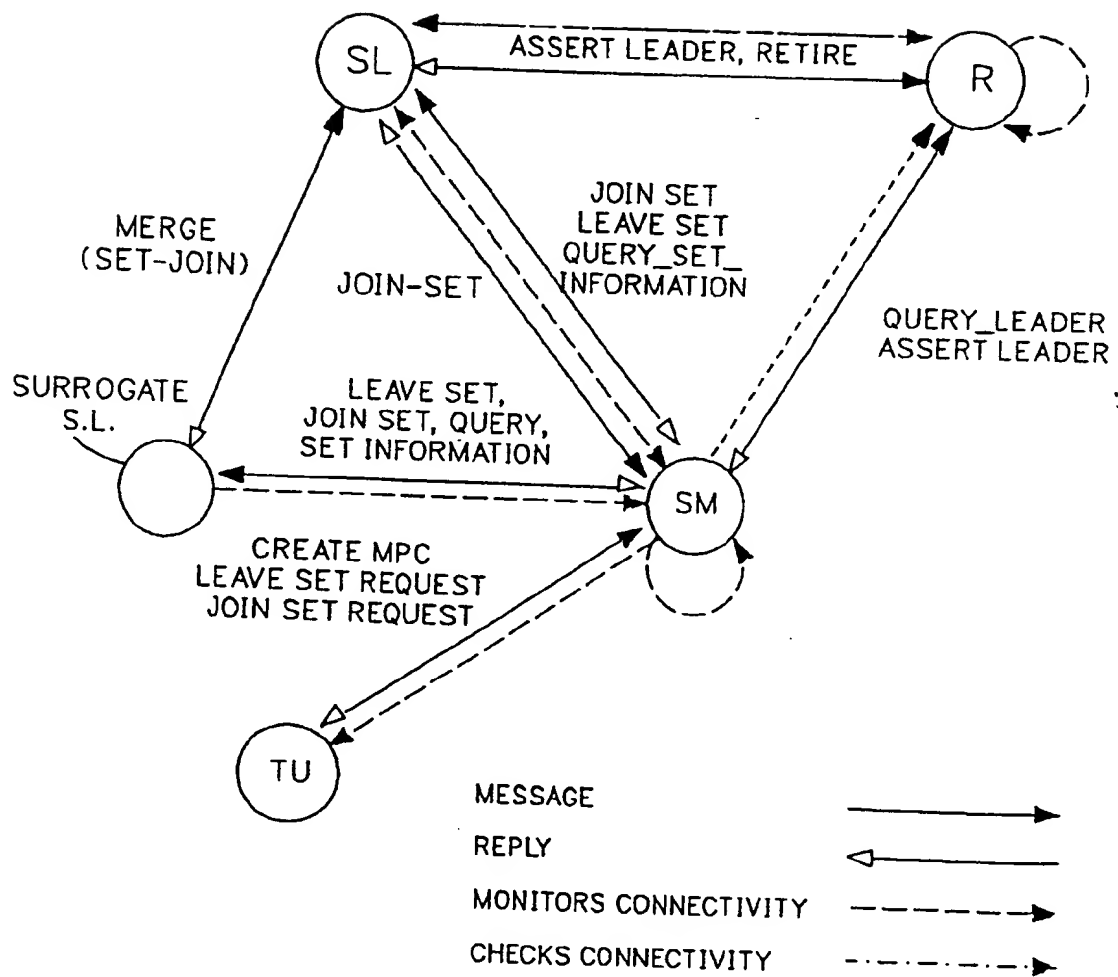 SL
ASSERT LEADER, RETIRE
R
MERGE
(SET-JOIN)
JOIN-SET
JOIN SET
LEAVE SET
QUERY_SET_
INFORMATION
QUERY_LEADER
ASSERT LEADER
SURROGATE
S.L.
LEAVE SET,
JOIN SET, QUERY,
SET INFORMATION
SM
CREATE MPC
LEAVE SET REQUEST
JOIN SET REQUEST
TU
MESSAGE
REPLY
MONITORS CONNECTIVITY
CHECKS CONNECTIVITY